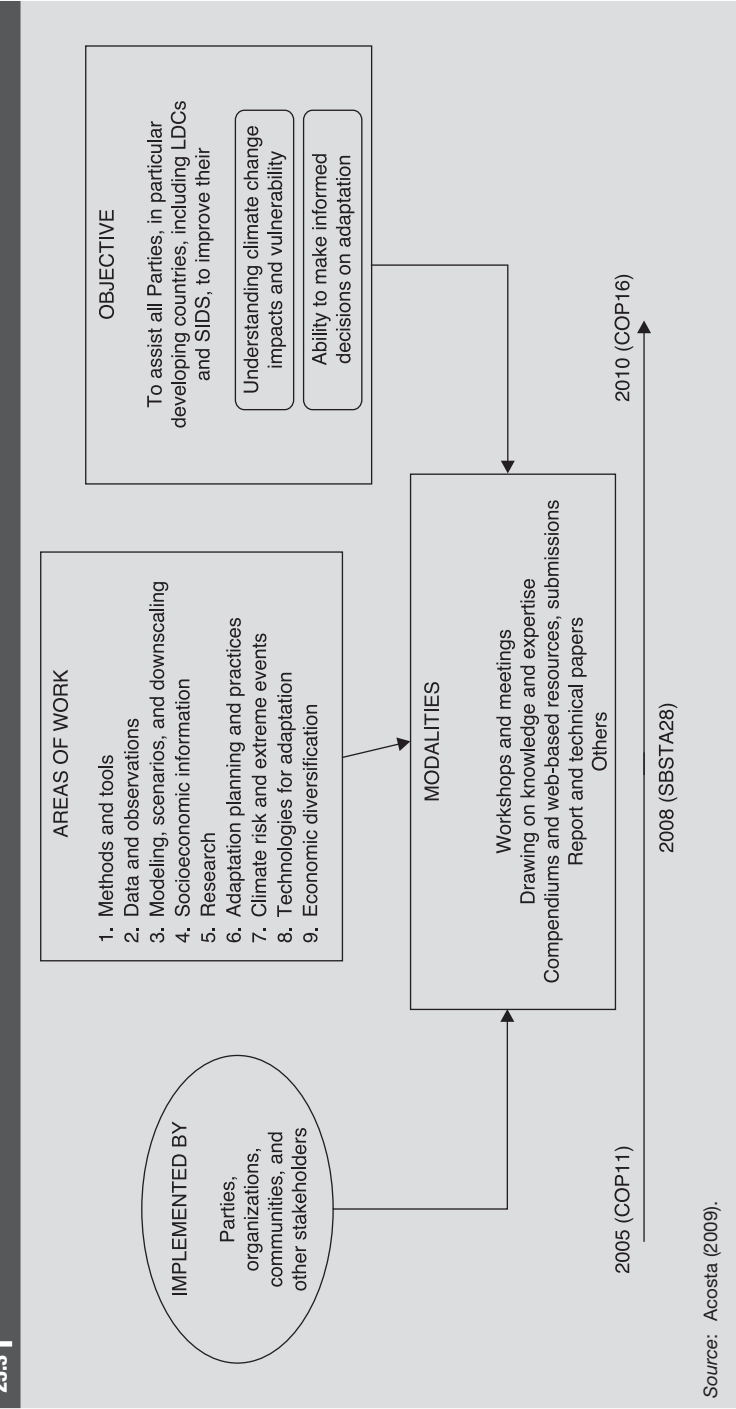 23.3
IMPLEMENTED BY
Parties,
organizations,
communities, and
other stakeholders
AREAS OF WORK
1. Methods and tools
2. Data and observations
3. Modeling, scenarios, and downscaling
4. Socioeconomic information
5. Research
6. Adaptation planning and practices
7. Climate risk and extreme events
8. Technologies for adaptation
9. Economic diversification
OBJECTIVE
To assist all Parties, in particular
developing countries, including LDCs
and SIDS, to improve their
Understanding climate change
impacts and vulnerability
Ability to make informed
decisions on adaptation
MODALITIES
Workshops and meetings
Drawing on knowledge and expertise
Compendiums and web-based resources, submissions
Report and technical papers
Others
2005 (COP11)
2008 (SBSTA28)
2010 (COP16)
Source: Acosta (2009).